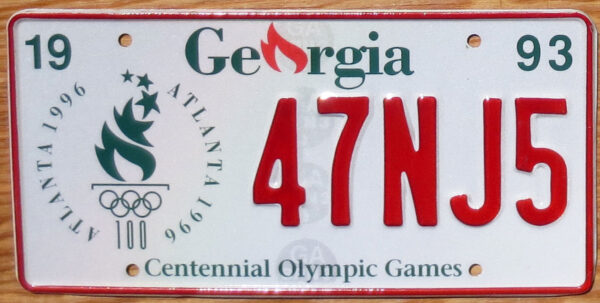 19 Georgia 93
ATLANTA 1996 ATLANTA 1996
47NJ5
100
Centennial Olympic Games